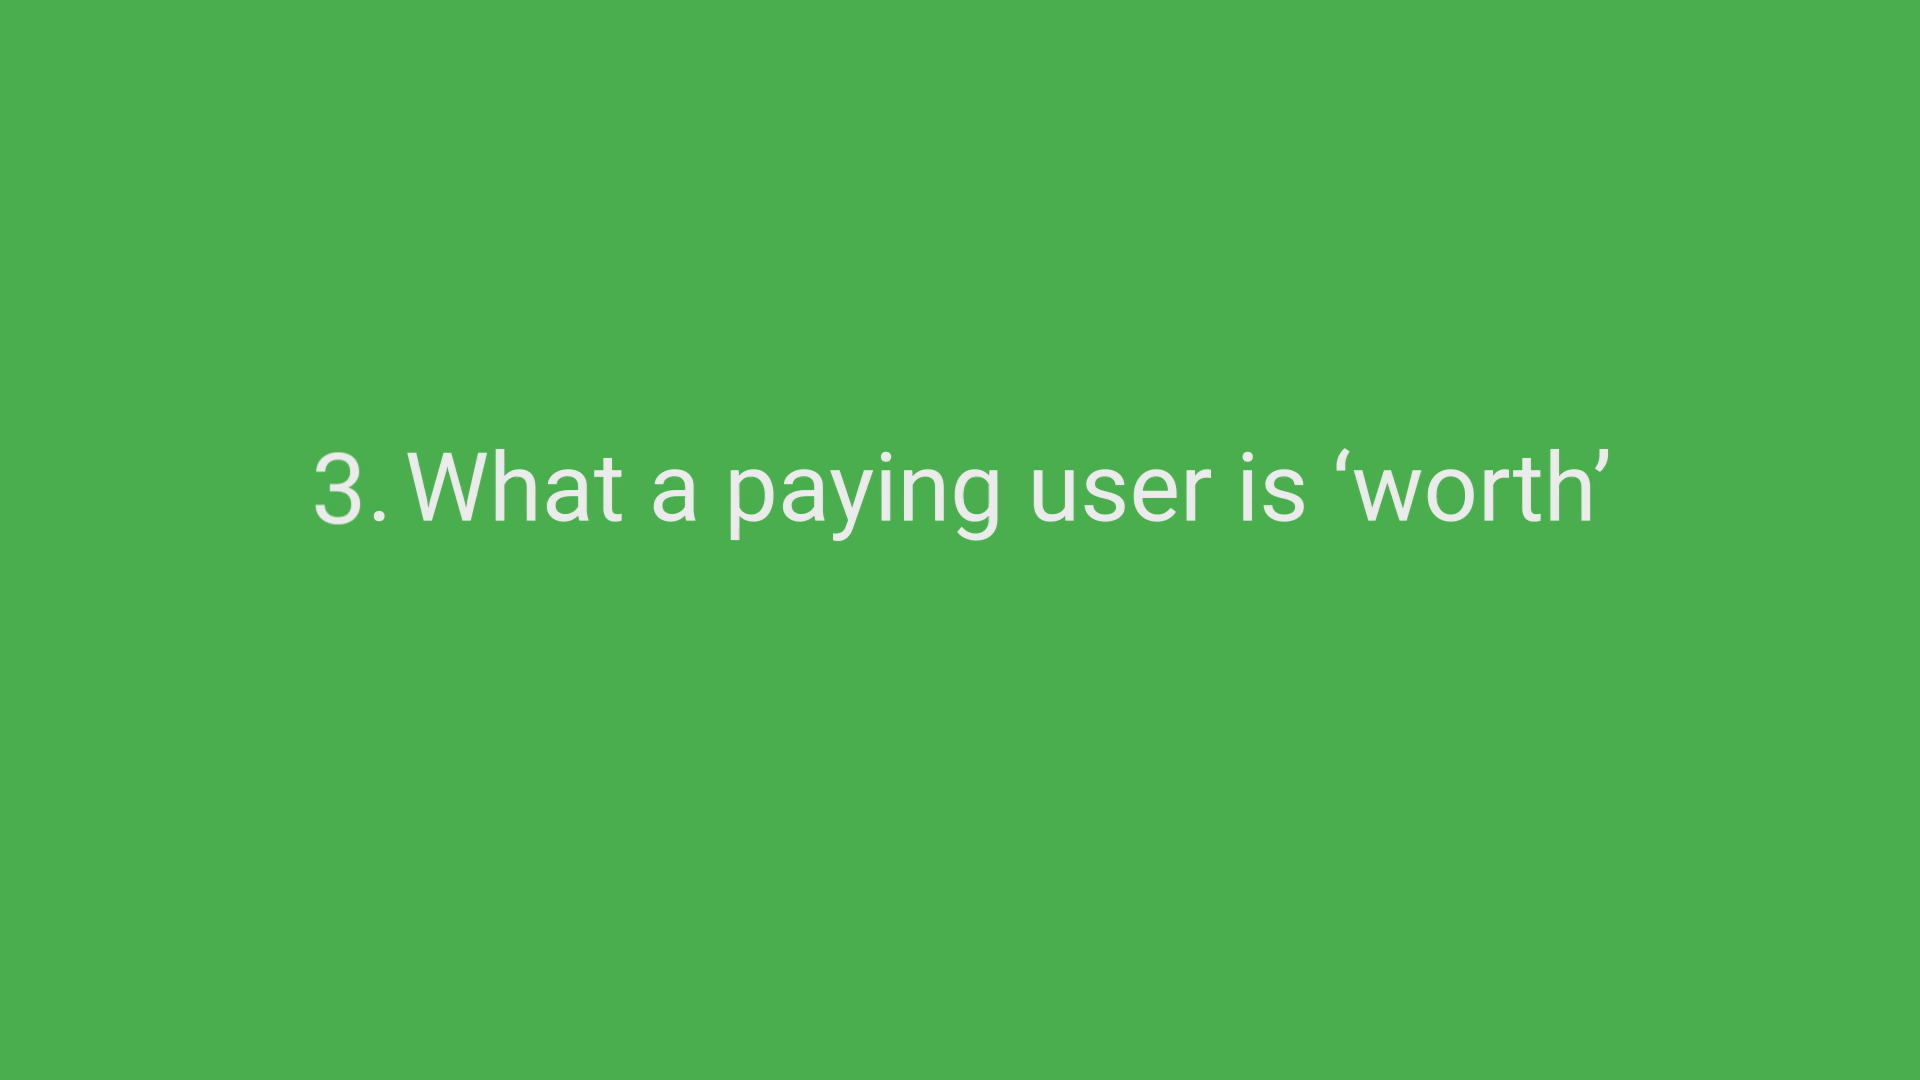 3. What a paying user is ‘worth’